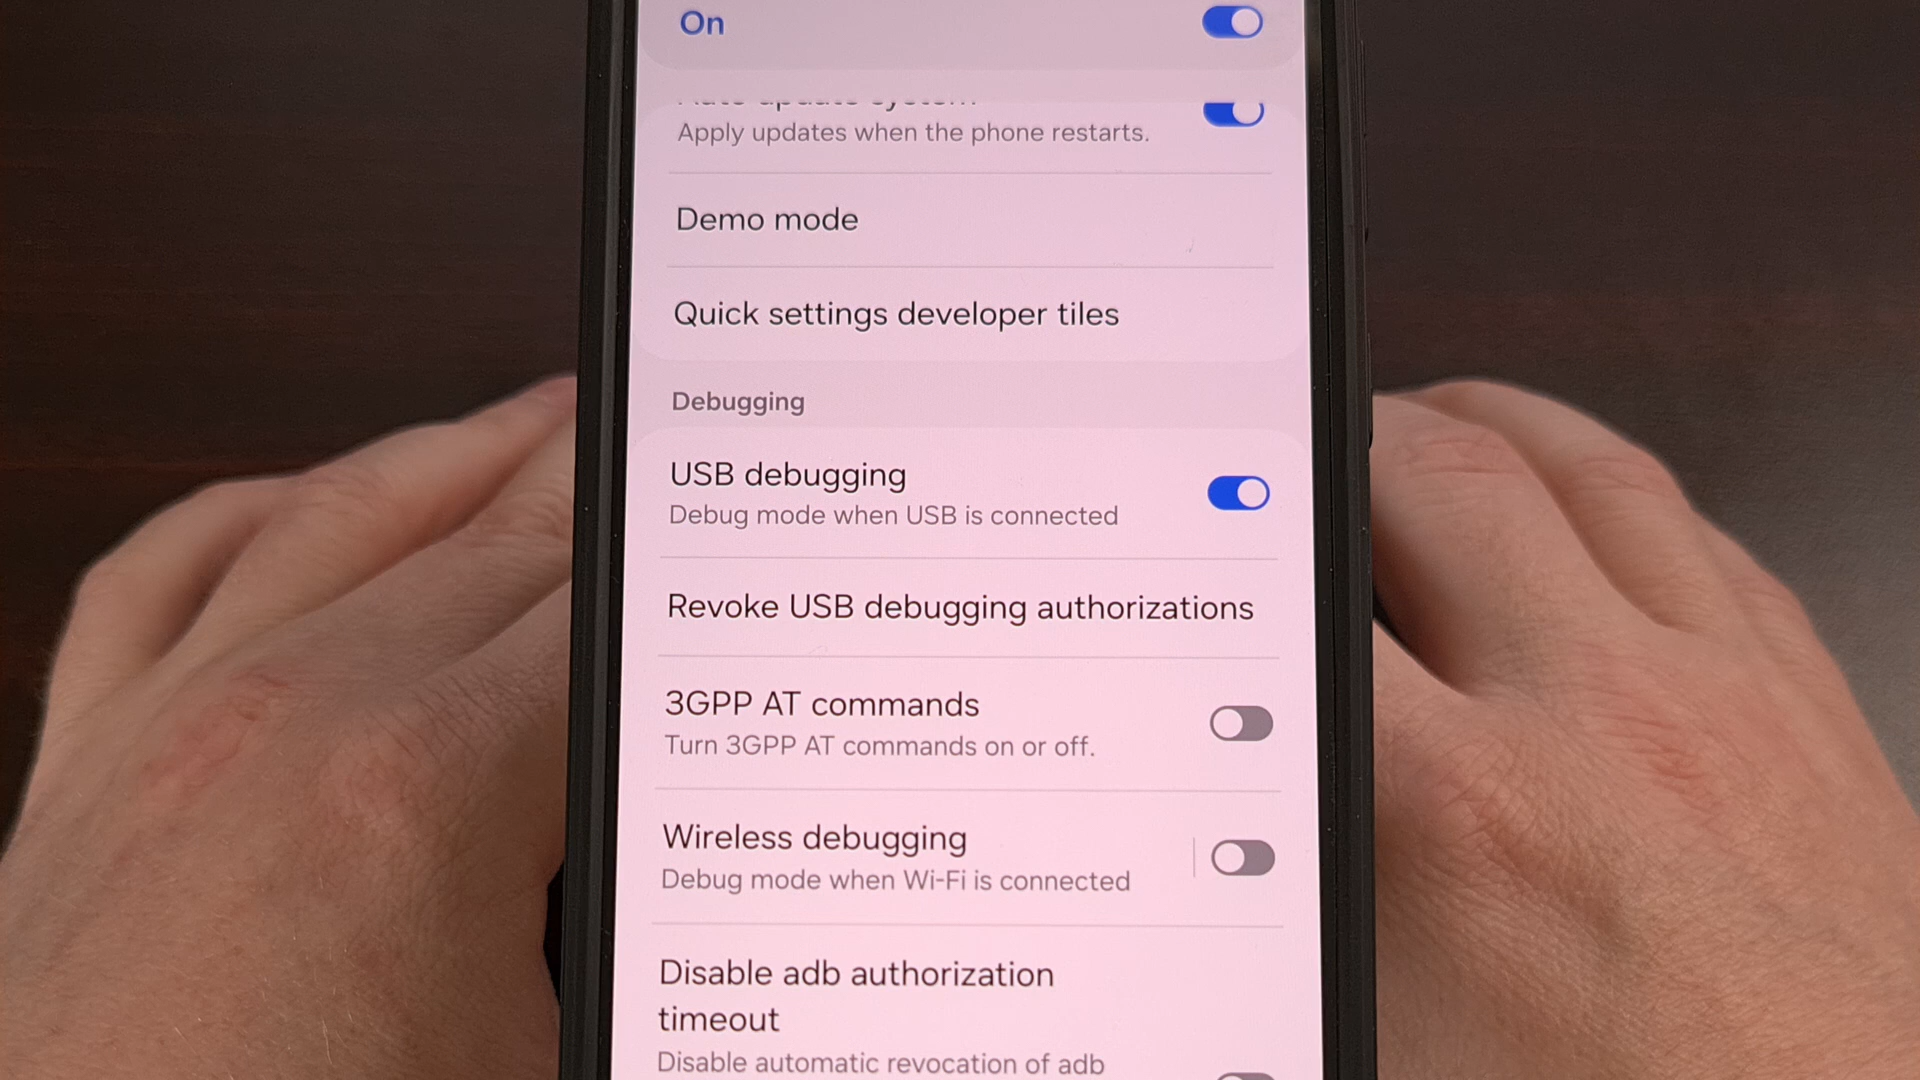 On
Auto update system
Apply updates when the phone restarts.
Demo mode
Quick settings developer tiles
Debugging
USB debugging
Debug mode when USB is connected
Revoke USB debugging authorizations
3GPP AT commands
Turn 3GPP AT commands on or off.
Wireless debugging
Debug mode when Wi-Fi is connected
Disable adb authorization
timeout
Disable automatic revocation of adb